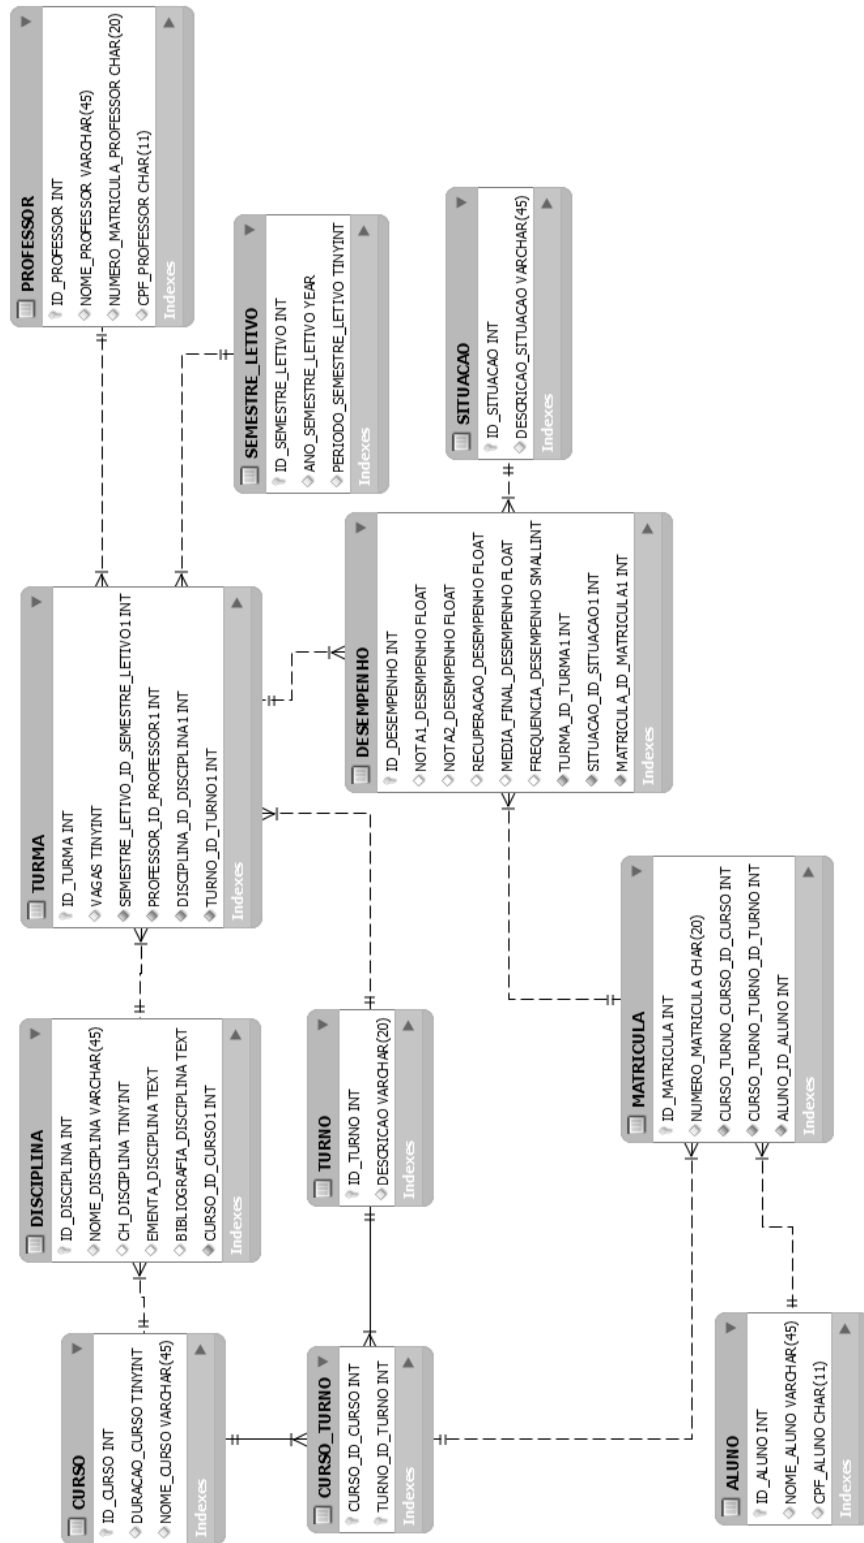 CURSO
ID_CURSO INT
DURACAO_CURSO TINYINT
NOME_CURSO VARCHAR(45)
Indexes
DISCIPLINA
ID_DISCIPLINA INT
NOME_DISCIPLINA VARCHAR(45)
CH_DISCIPLINA TINYINT
EMENTA_DISCIPLINA TEXT
BIBLIOGRAFIA_DISCIPLINA TEXT
CURSO_ID_CURSO1 INT
Indexes
TURMA
ID_TURMA INT
VAGAS TINYINT
SEMESTRE_LETIVO_ID_SEMESTRE_LETIVO1 INT
PROFESSOR_ID_PROFESSOR1 INT
DISCIPLINA_ID_DISCIPLINA1 INT
TURNO_ID_TURNO1 INT
Indexes
PROFESSOR
ID_PROFESSOR INT
NOME_PROFESSOR VARCHAR(45)
NUMERO_MATRICULA_PROFESSOR CHAR(20)
CPF_PROFESSOR CHAR(11)
Indexes
SEMESTRE_LETIVO
ID_SEMESTRE_LETIVO INT
ANO_SEMESTRE_LETIVO YEAR
PERIODO_SEMESTRE_LETIVO TINYINT
Indexes
CURSO_TURNO
CURSO_ID_CURSO INT
TURNO_ID_TURNO INT
Indexes
TURNO
ID_TURNO INT
DESCRICAO VARCHAR(20)
Indexes
DESEMPENHO
ID_DESEMPENHO INT
NOTA1_DESEMPENHO FLOAT
NOTA2_DESEMPENHO FLOAT
RECUPERACAO_DESEMPENHO FLOAT
MEDIA_FINAL_DESEMPENHO FLOAT
FREQUENCIA_DESEMPENHO SMALLINT
TURMA_ID_TURMA1 INT
SITUACAO_ID_SITUACAO1 INT
MATRICULA_ID_MATRICULA1 INT
Indexes
SITUACAO
ID_SITUACAO INT
DESCRICAO_SITUACAO VARCHAR(45)
Indexes
MATRICULA
ID_MATRICULA INT
NUMERO_MATRICULA CHAR(20)
CURSO_TURNO_CURSO_ID_CURSO INT
CURSO_TURNO_TURNO_ID_TURNO INT
ALUNO_ID_ALUNO INT
Indexes
ALUNO
ID_ALUNO INT
NOME_ALUNO VARCHAR(45)
CPF_ALUNO CHAR(11)
Indexes